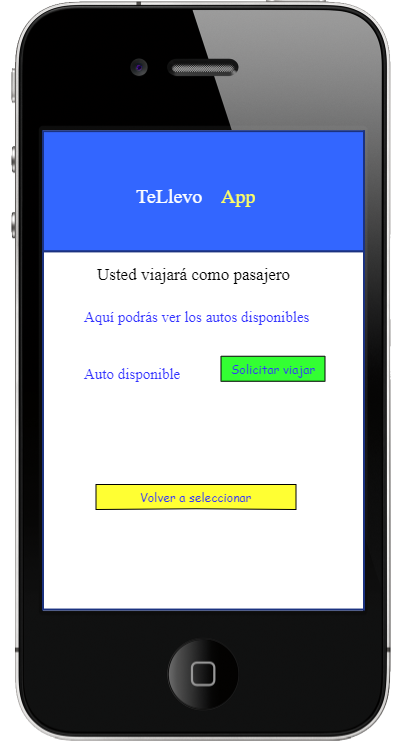 TeLlevo App
Usted viajará como pasajero
Aquí podrás ver los autos disponibles
Auto disponible Solicitar viajar
Volver a seleccionar